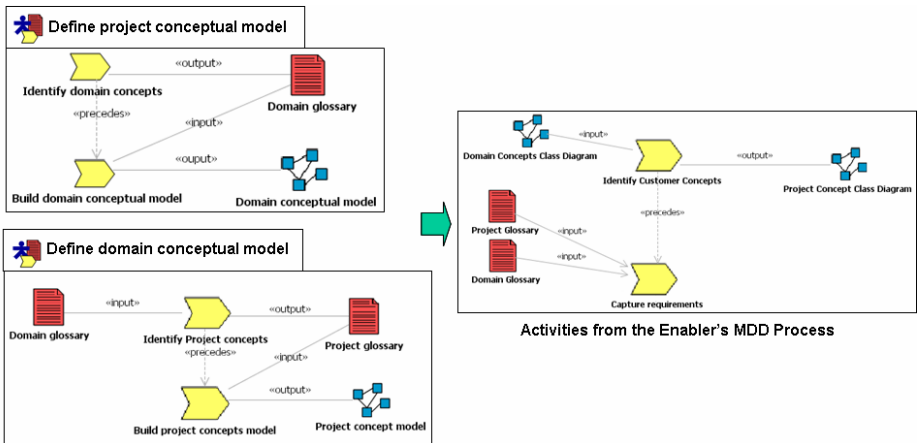 Define project conceptual model
«output»
Identify domain concepts
Domain glossary
«precedes»
«input»
«ouput»
Build domain conceptual model
Domain conceptual model
Define domain conceptual model
«input»
«output»
Domain glossary
Identify Project concepts
Project glossary
«precedes»
«input»
«output»
Build project concepts model
Project concept model
«input»
Domain Concepts Class Diagram
«output»
Identify Customer Concepts
Project Concept Class Diagram
«precedes»
Project Glossary
«input»
«input»
Domain Glossary
Capture requirements
Activities from the Enabler's MDD Process